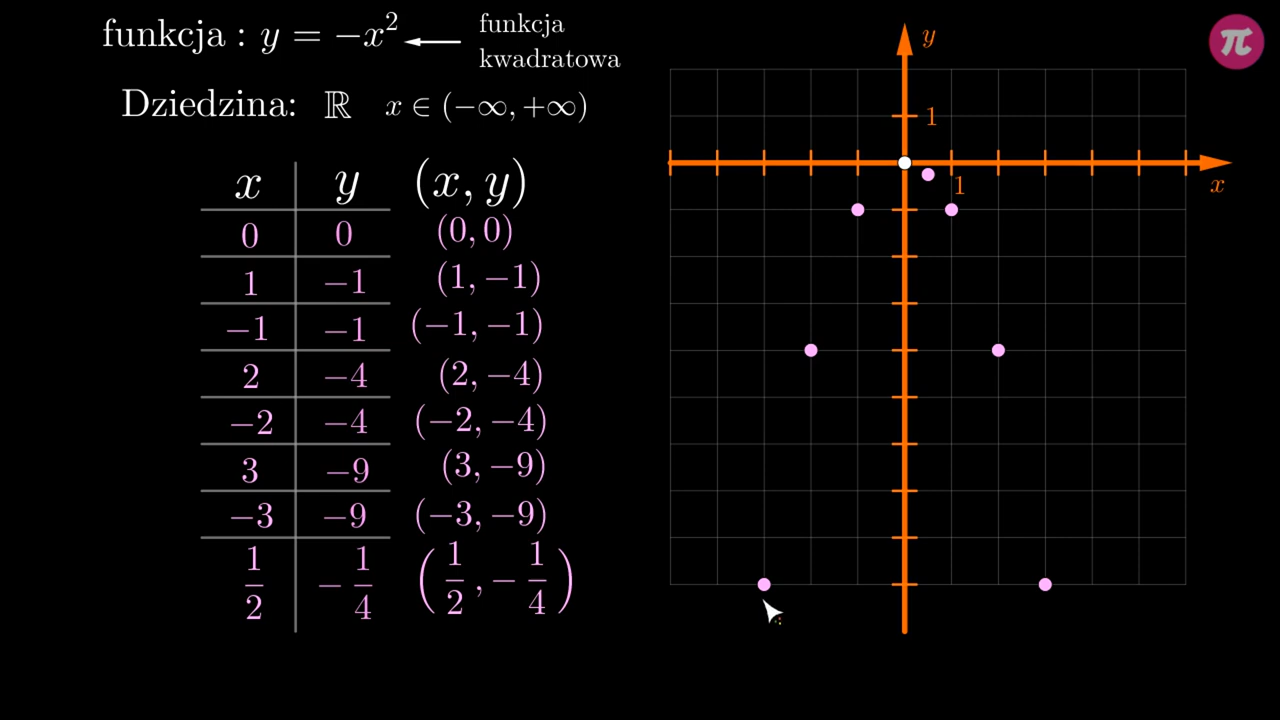 funkcja : y = −x²
funkcja
kwadratowa
Dziedzina: ℝ x ∈ (−∞, +∞)
x y (x, y)
0 0 (0, 0)
1 −1 (1, −1)
−1 −1 (−1, −1)
2 −4 (2, −4)
−2 −4 (−2, −4)
3 −9 (3, −9)
−3 −9 (−3, −9)
1/2 −1/4 (1/2, −1/4)
y
1
1
x
π